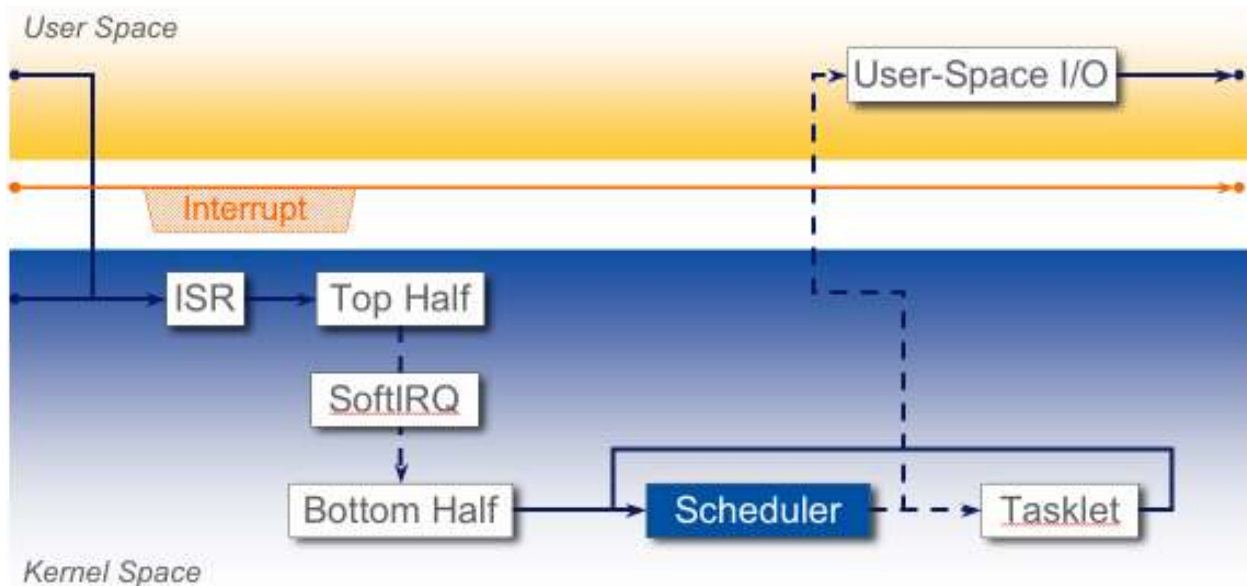 User Space
User-Space I/O
Interrupt
ISR
Top Half
SoftIRQ
Bottom Half
Scheduler
Tasklet
Kernel Space